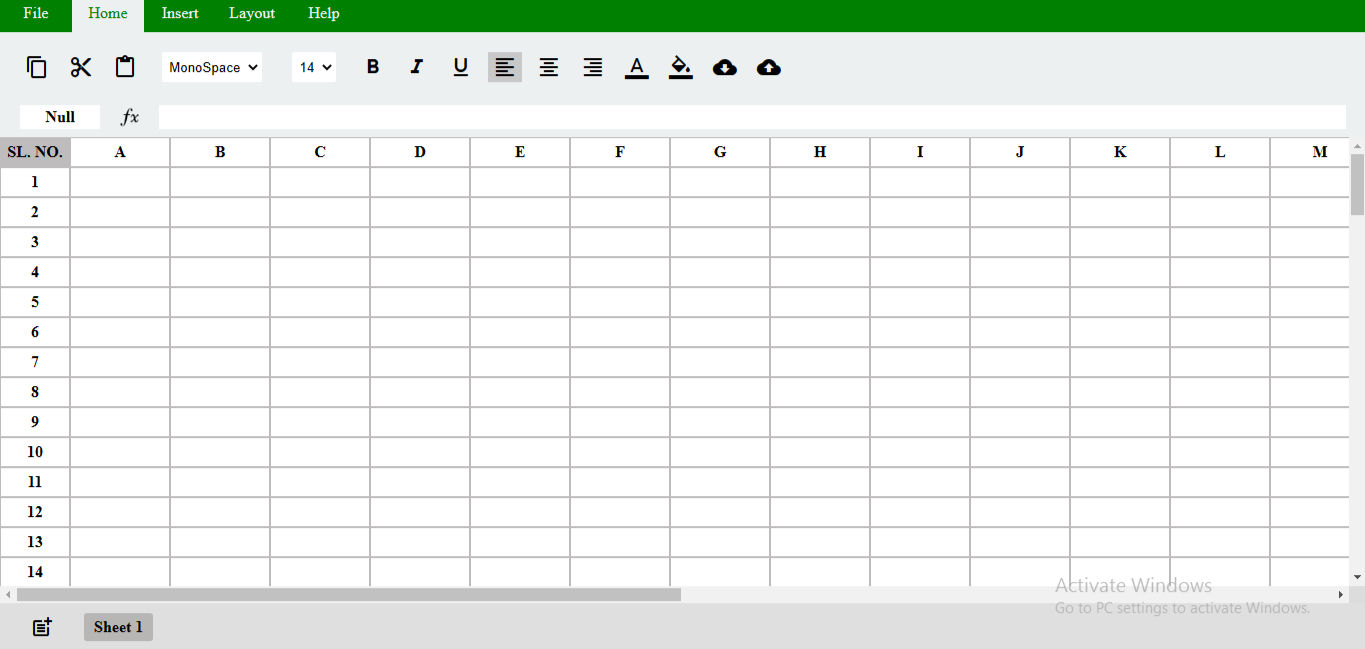 File Home Insert Layout Help
MonoSpace 14 B I U A
Null fx
SL. NO. A B C D E F G H I J K L M
1
2
3
4
5
6
7
8
9
10
11
12
13
14
Activate Windows
Go to PC settings to activate Windows.
Sheet 1